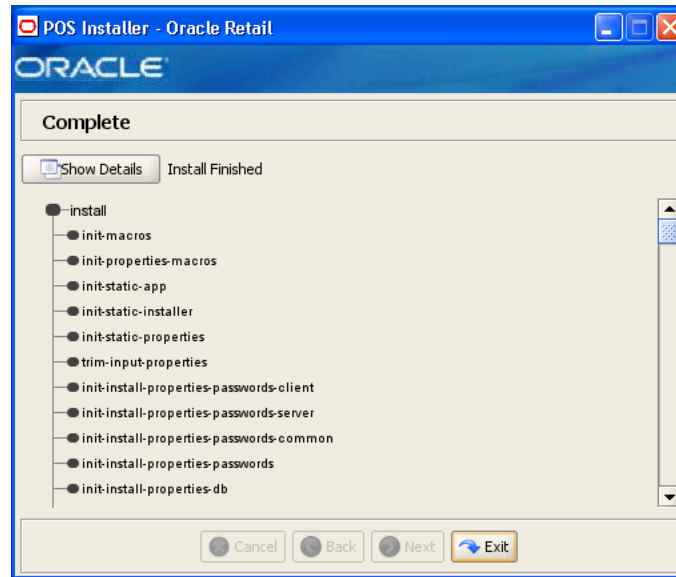 POS Installer - Oracle Retail
ORACLE
Complete
Show Details Install Finished
install
init-macros
init-properties-macros
init-static-app
init-static-installer
init-static-properties
trim-input-properties
init-install-properties-passwords-client
init-install-properties-passwords-server
init-install-properties-passwords-common
init-install-properties-passwords
init-install-properties-db
Cancel Back Next Exit